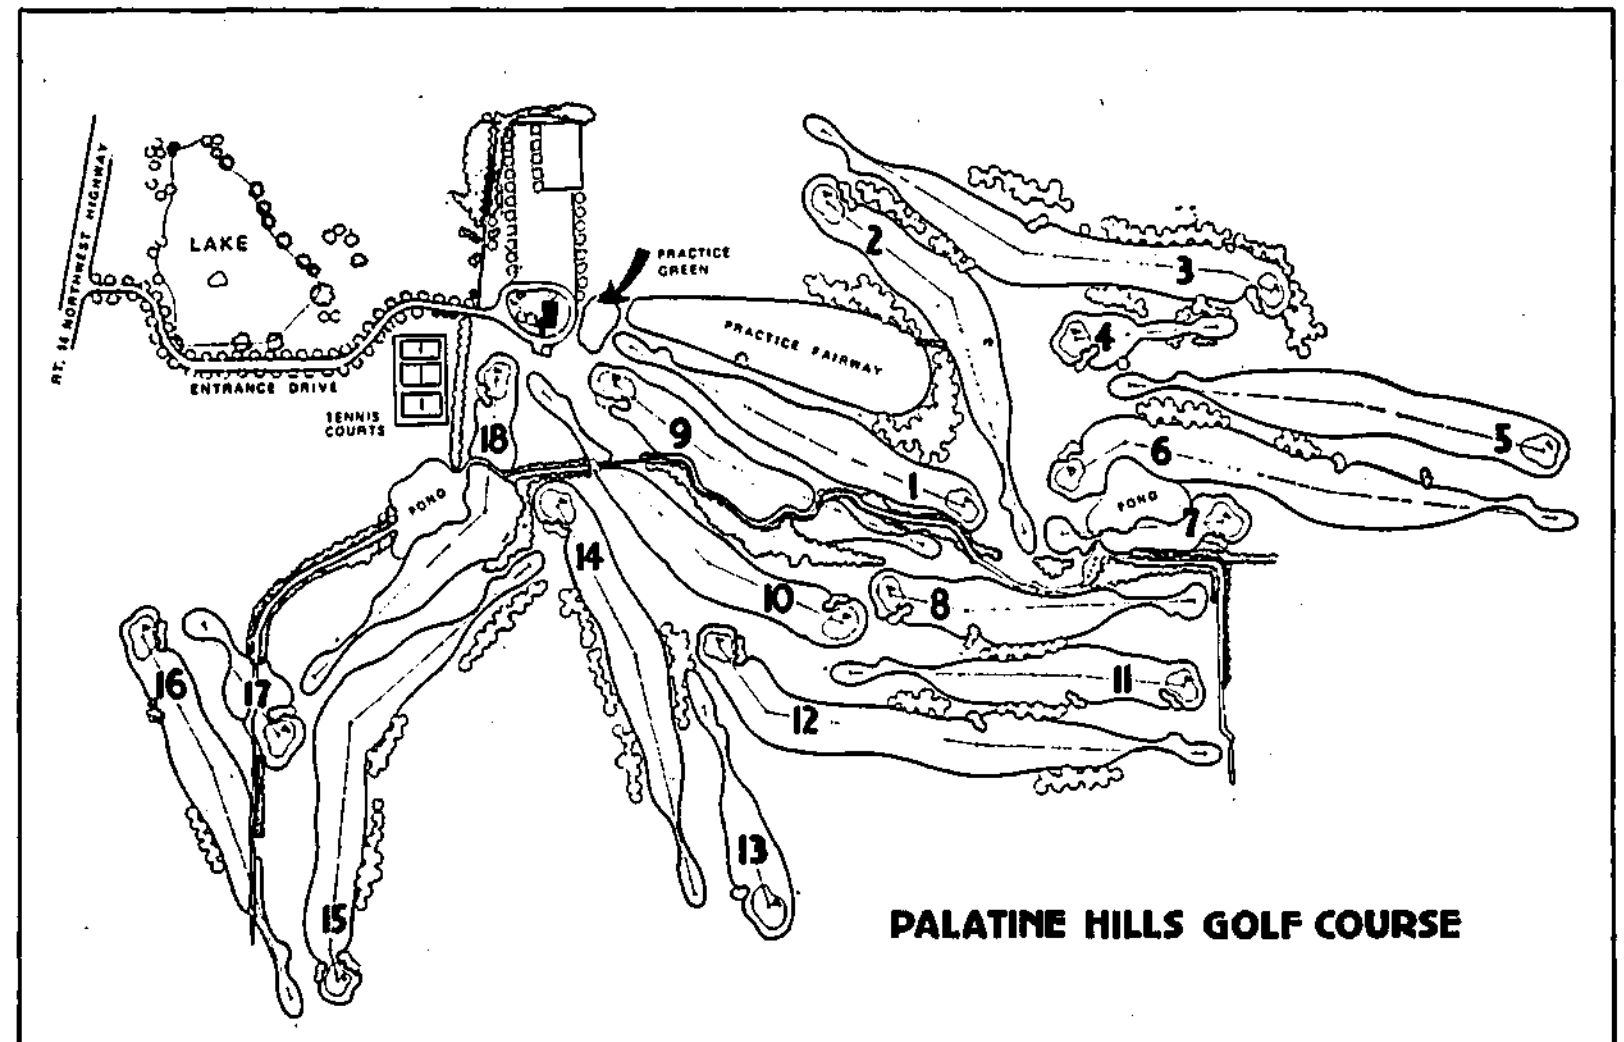 RT. 14 NORTHWEST HIGHWAY
LAKE
ENTRANCE DRIVE
TENNIS
COURTS
PRACTICE
GREEN
PRACTICE FAIRWAY
2
3
4
5
6
POND
7
18
9
1
POND
14
10
8
16
17
11
12
13
15
PALATINE HILLS GOLF COURSE